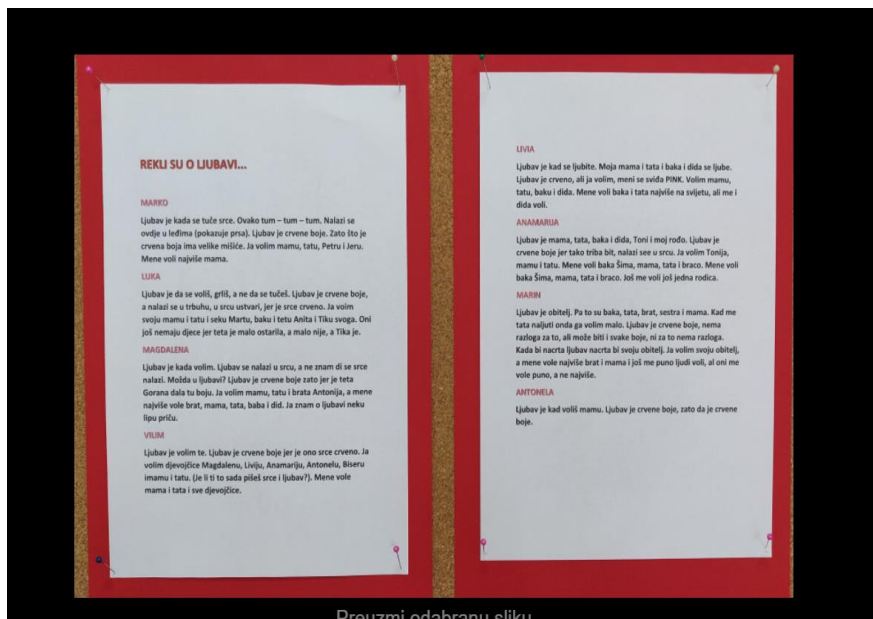 REKLI SU O LJUBAVI...
MARKO
Ljubav je kada se tuče srce. Ovako tum – tum – tum. Nalazi se
ovdje u leđima (pokazuje prsa). Ljubav je crvene boje. Zato što je
crvena boja ima velike mišiće. Ja volim mamu, tatu, Petru i Jeru.
Mene voli najviše mama.
LUKA
Ljubav je da se voliš, grliš, a ne da se tučeš. Ljubav je crvene boje,
a nalazi se u trbuhu, u srcu ustvari, jer je srce crveno. Ja voim
svoju mamu i tatu i seku Martu, baku i tetu Anita i Tiku svoga. Oni
još nemaju djece jer teta je malo ostarila, a malo nije, a Tika je.
MAGDALENA
Ljubav je kada volim. Ljubav se nalazi u srcu, a ne znam di se srce
nalazi. Možda u ljubavi? Ljubav je crvene boje zato jer je teta
Gorana dala tu boju. Ja volim mamu, tatu i brata Antonija, a mene
najviše vole brat, mama, tata, baba i did. Ja znam o ljubavi neku
lipu priču.
VILIM
Ljubav je volim te. Ljubav je crvene boje jer je ono srce crveno. Ja
volim djevojčice Magdalenu, Liviju, Anamariju, Antonelu, Biseru
imamu i tatu. (Je li ti to sada pišeš srce i ljubav?). Mene vole
mama i tata i sve djevojčice.
LIVIA
Ljubav je kad se ljubite. Moja mama i tata i baka i dida se ljube.
Ljubav je crveno, ali ja volim, meni se sviđa PINK. Volim mamu,
tatu, baku i dida. Mene voli baka i tata najviše na svijetu, ali me i
dida voli.
ANAMARIJA
Ljubav je mama, tata, baka i dida, Toni i moj rođo. Ljubav je
crvene boje jer tako triba bit, nalazi see u srcu. Ja volim Tonija,
mamu i tatu. Mene voli baka Šima, mama, tata i braco. Mene voli
baka Šima, mama, tata i braco. Još me voli još jedna rodica.
MARIN
Ljubav je obitelj. Pa to su baka, tata, brat, sestra i mama. Kad me
tata naljuti onda ga volim malo. Ljubav je crvene boje, nema
razloga za to, ali može biti i svake boje, ni za to nema razloga.
Kada bi nacrta ljubav nacrta bi svoju obitelj. Ja volim svoju obitelj,
a mene vole najviše brat i mama i još me puno ljudi voli, al oni me
vole puno, a ne najviše.
ANTONELA
Ljubav je kad voliš mamu. Ljubav je crvene boje, zato da je crvene
boje.
Preuzmi odabranu sliku